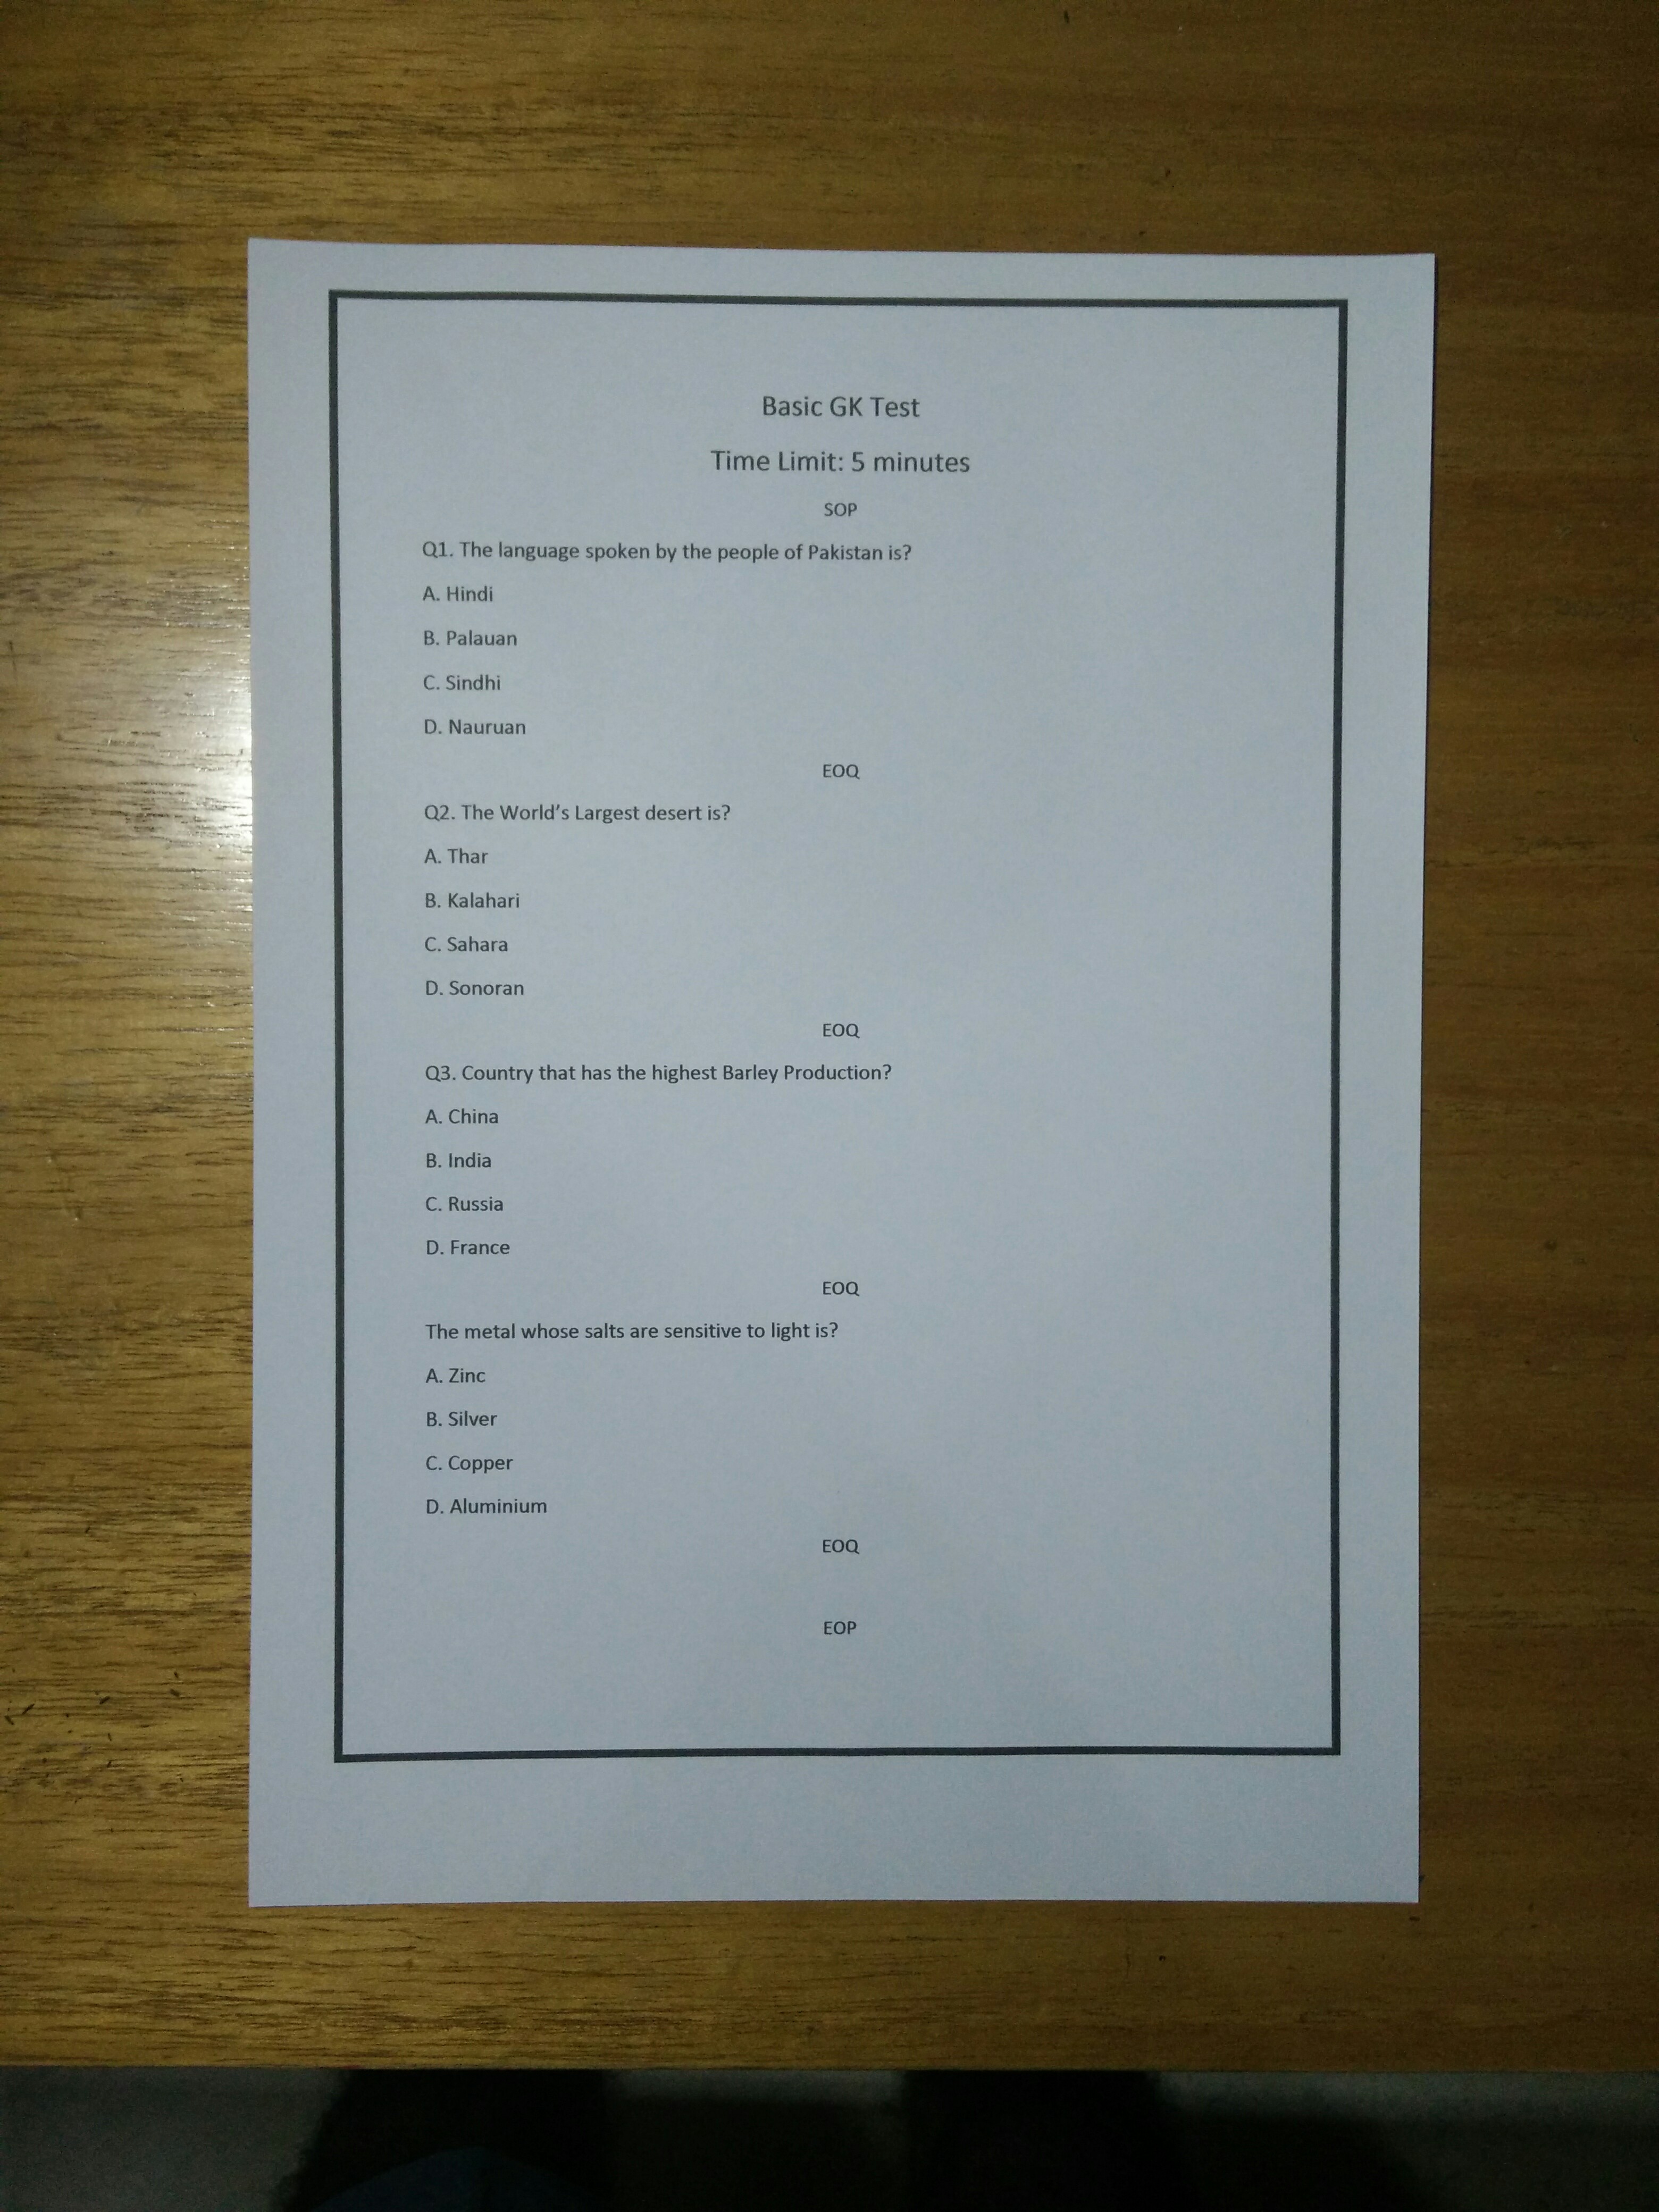 Basic GK Test
Time Limit: 5 minutes
SOP
Q1. The language spoken by the people of Pakistan is?
A. Hindi
B. Palauan
C. Sindhi
D. Nauruan
EOQ
Q2. The World’s Largest desert is?
A. Thar
B. Kalahari
C. Sahara
D. Sonoran
EOQ
Q3. Country that has the highest Barley Production?
A. China
B. India
C. Russia
D. France
EOQ
The metal whose salts are sensitive to light is?
A. Zinc
B. Silver
C. Copper
D. Aluminium
EOQ
EOP